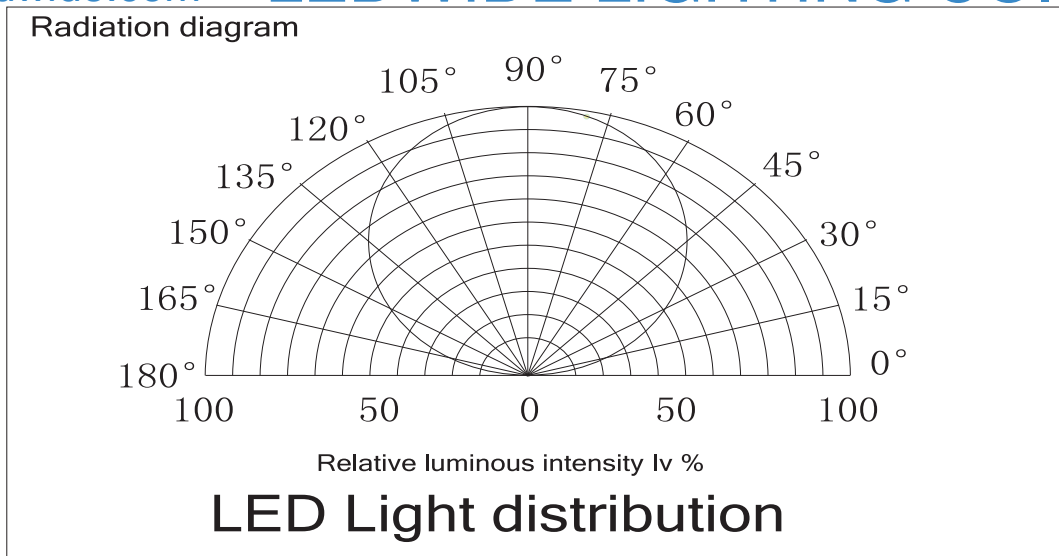 Radiation diagram
90°
105° 75°
120° 60°
135° 45°
150° 30°
165° 15°
180° 0°
100 50 0 50 100
Relative luminous intensity Iv %
LED Light distribution